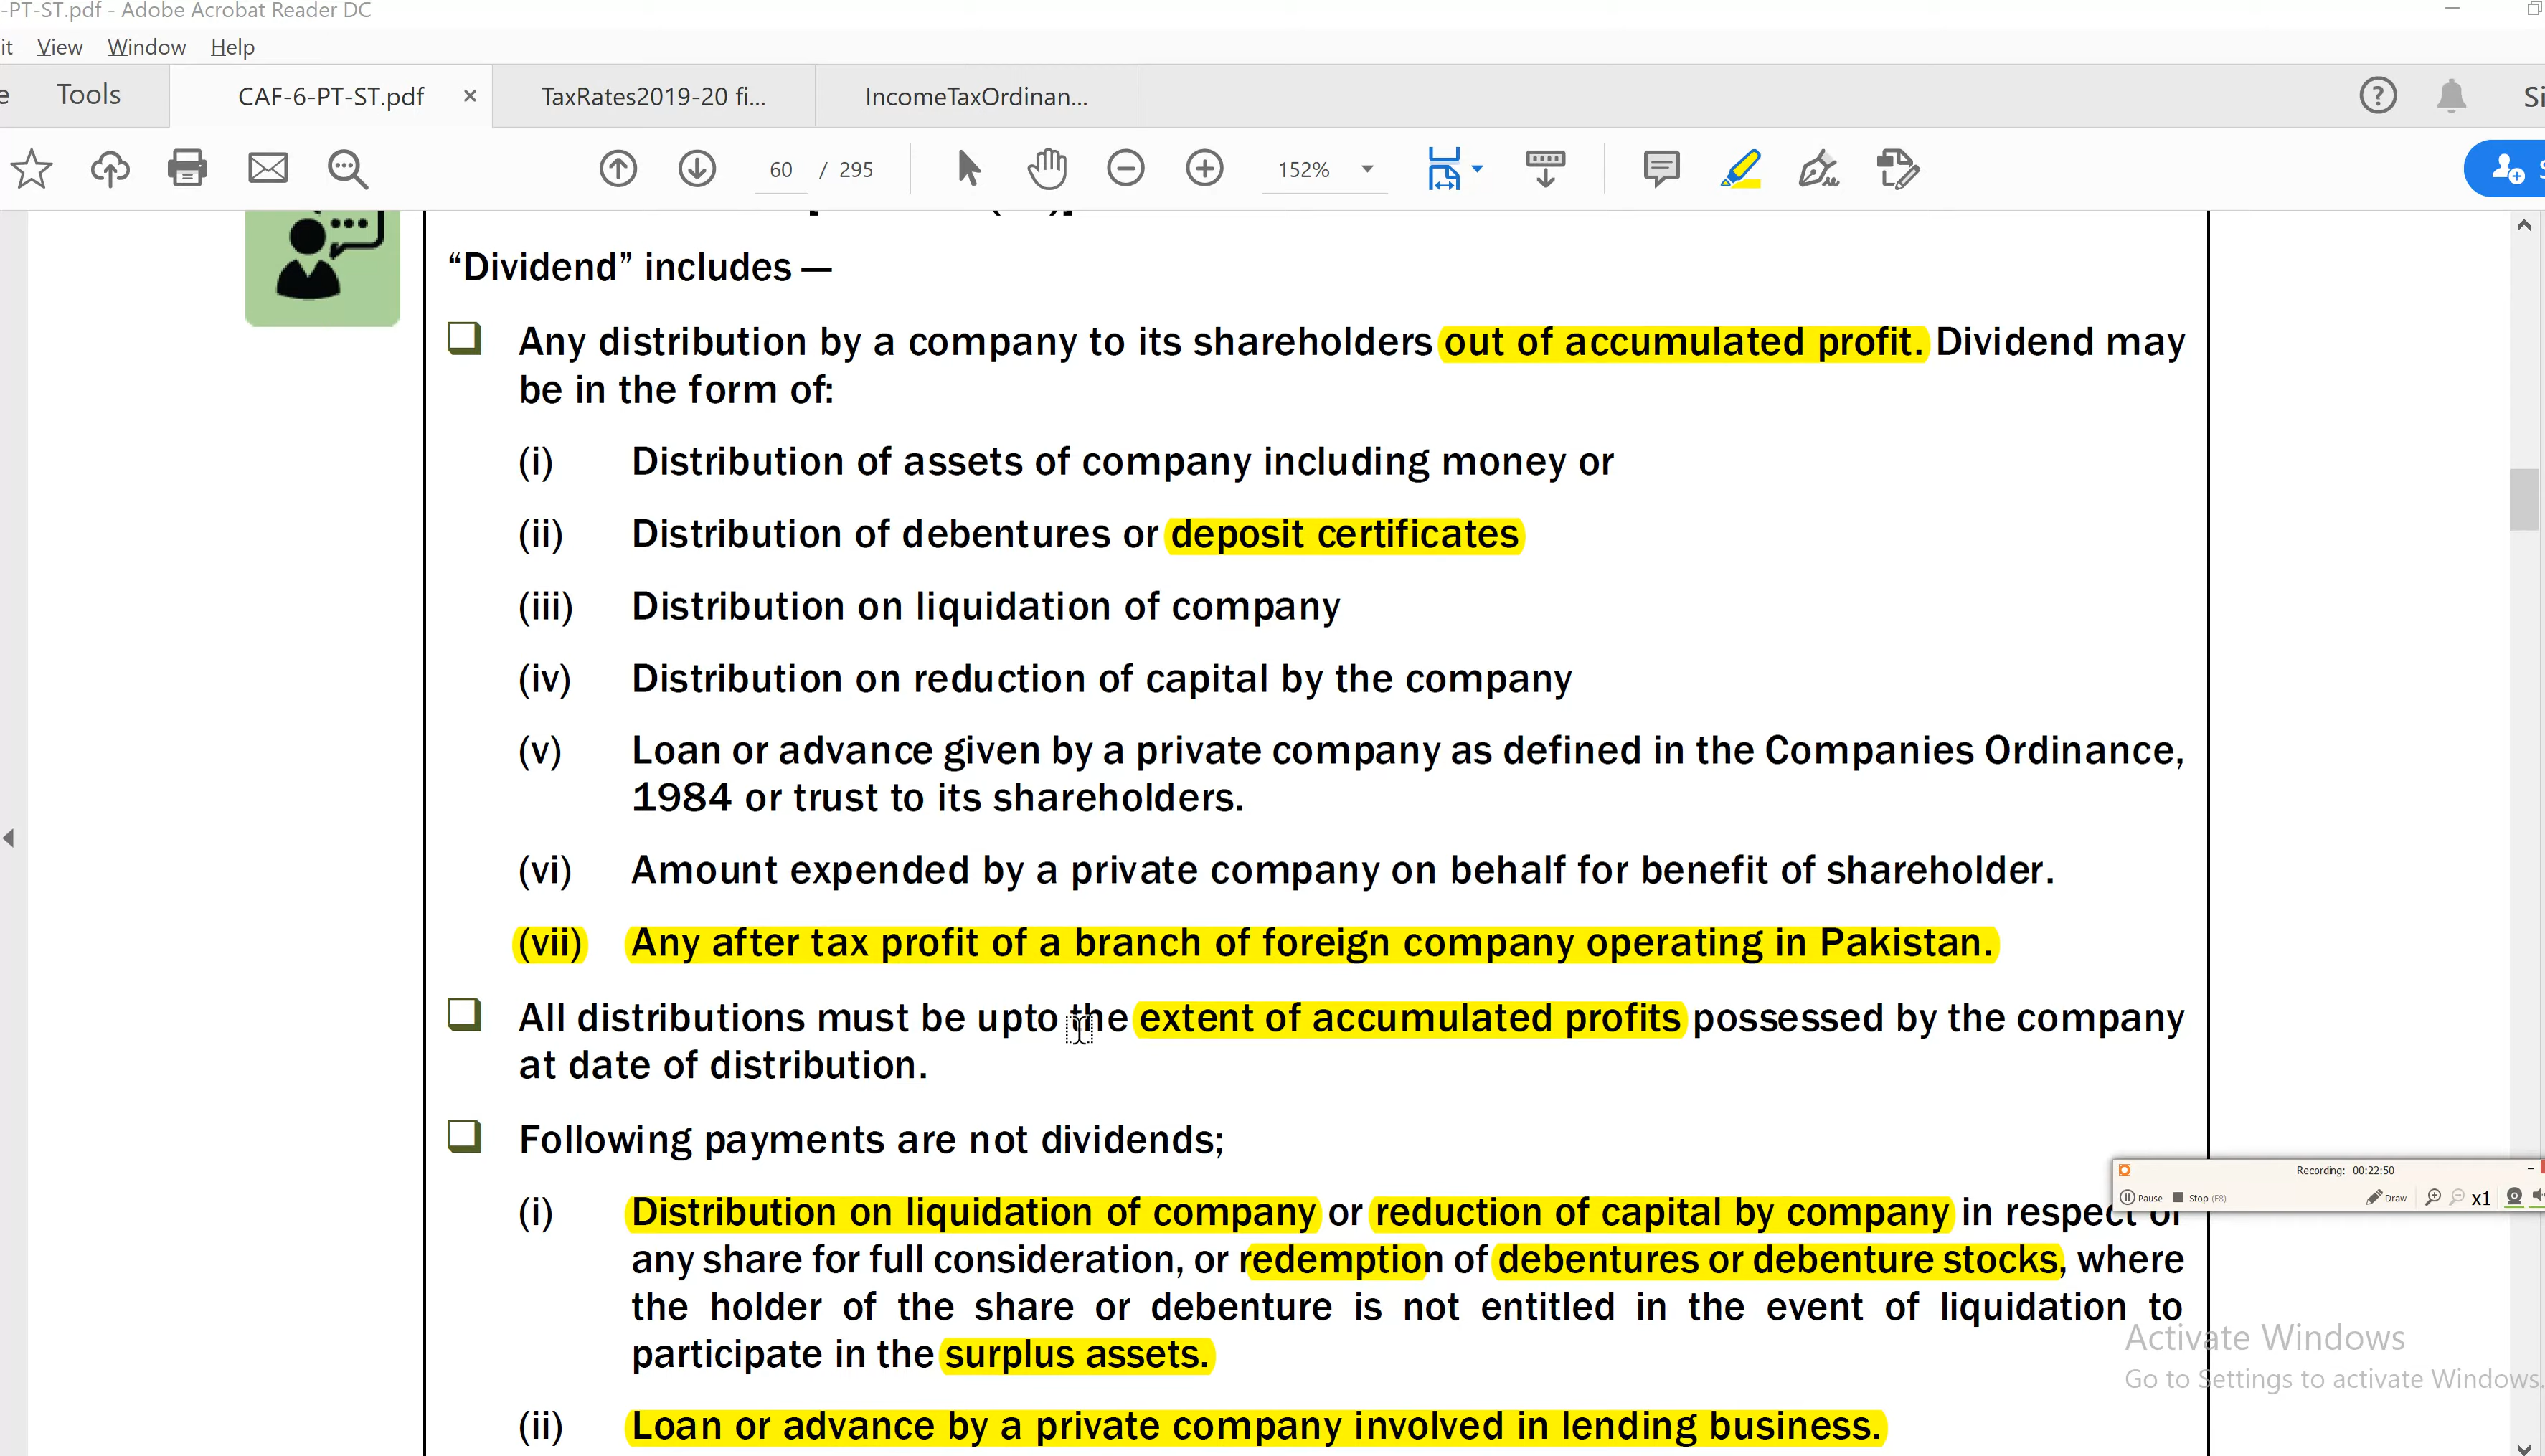 -PT-ST.pdf - Adobe Acrobat Reader DC
it View Window Help
e Tools CAF-6-PT-ST.pdf × TaxRates2019-20 fi... IncomeTaxOrdinan... Si
60 / 295 152%
“Dividend” includes —
Any distribution by a company to its shareholders out of accumulated profit. Dividend may
be in the form of:
(i) Distribution of assets of company including money or
(ii) Distribution of debentures or deposit certificates
(iii) Distribution on liquidation of company
(iv) Distribution on reduction of capital by the company
(v) Loan or advance given by a private company as defined in the Companies Ordinance,
1984 or trust to its shareholders.
(vi) Amount expended by a private company on behalf for benefit of shareholder.
(vii) Any after tax profit of a branch of foreign company operating in Pakistan.
All distributions must be upto the extent of accumulated profits possessed by the company
at date of distribution.
Following payments are not dividends;
Recording: 00:22:50
Pause Stop (F8) Draw x1
(i) Distribution on liquidation of company or reduction of capital by company in respect of
any share for full consideration, or redemption of debentures or debenture stocks, where
the holder of the share or debenture is not entitled in the event of liquidation to
participate in the surplus assets.
Activate Windows
Go to Settings to activate Windows.
(ii) Loan or advance by a private company involved in lending business.